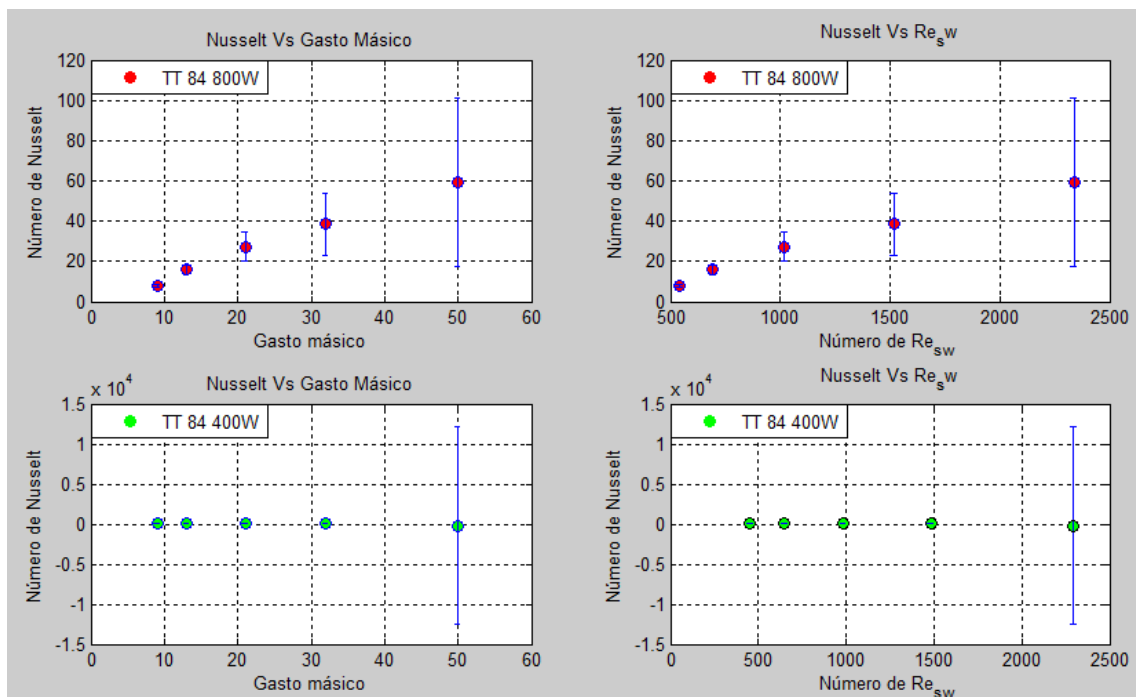 Nusselt Vs Gasto Másico
120
100
80
60
40
20
0
TT 84 800W
Número de Nusselt
0 10 20 30 40 50 60
Gasto másico
Nusselt Vs Resw
120
100
80
60
40
20
0
TT 84 800W
Número de Nusselt
500 1000 1500 2000 2500
Número de Resw
Nusselt Vs Gasto Másico
x 10^4
1.5
1
0.5
0
-0.5
-1
-1.5
TT 84 400W
Número de Nusselt
0 10 20 30 40 50 60
Gasto másico
Nusselt Vs Resw
x 10^4
1.5
1
0.5
0
-0.5
-1
-1.5
TT 84 400W
Número de Nusselt
0 500 1000 1500 2000 2500
Número de Resw